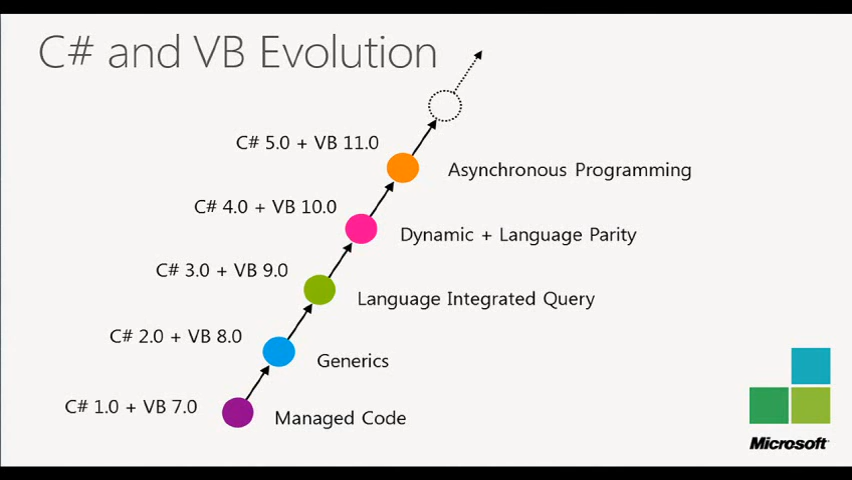 C# and VB Evolution
C# 5.0 + VB 11.0
Asynchronous Programming
C# 4.0 + VB 10.0
Dynamic + Language Parity
C# 3.0 + VB 9.0
Language Integrated Query
C# 2.0 + VB 8.0
Generics
C# 1.0 + VB 7.0
Managed Code
Microsoft